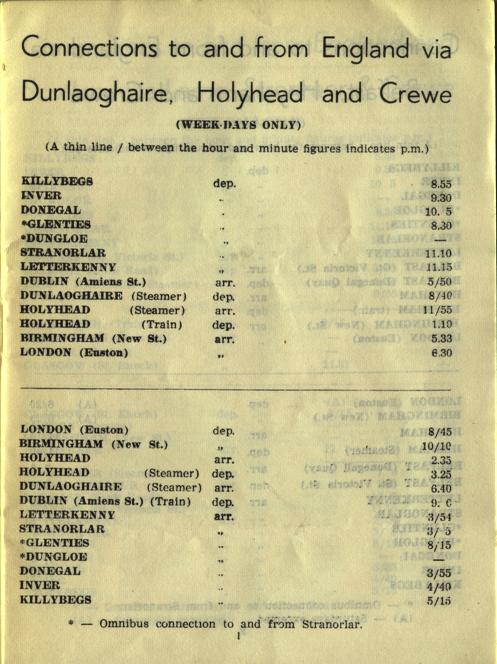 Connections to and from England via
Dunlaoghaire, Holyhead and Crewe
(WEEK-DAYS ONLY)
(A thin line / between the hour and minute figures indicates p.m.)
KILLYBEGS dep. 8.55
INVER „ 9.30
DONEGAL „ 10. 5
*GLENTIES „ 8.30
*DUNGLOE „ —
STRANORLAR „ 11.10
LETTERKENNY „ 11.15
DUBLIN (Amiens St.) arr. 5/50
DUNLAOGHAIRE (Steamer) dep. 8/40
HOLYHEAD (Steamer) arr. 11/55
HOLYHEAD (Train) dep. 1.10
BIRMINGHAM (New St.) arr. 5.33
LONDON (Euston) „ 6.30
LONDON (Euston) dep. 8/45
BIRMINGHAM (New St.) „ 10/10
HOLYHEAD arr. 2.35
HOLYHEAD (Steamer) dep. 3.25
DUNLAOGHAIRE (Steamer) arr. 6.40
DUBLIN (Amiens St.) (Train) dep. 9. 0
LETTERKENNY arr. 3/54
STRANORLAR „ 3/ 5
*GLENTIES „ 8/15
*DUNGLOE „ —
DONEGAL „ 3/55
INVER „ 4/40
KILLYBEGS „ 5/15
* — Omnibus connection to and from Stranorlar.
1